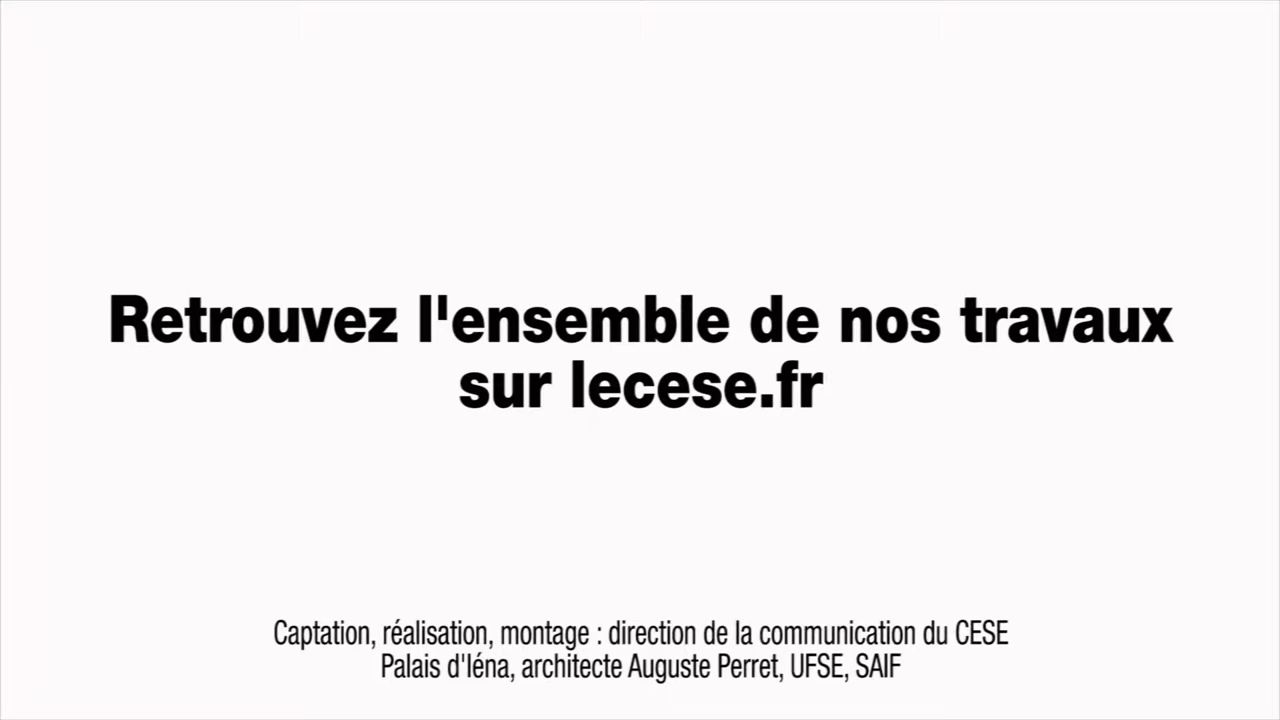 Retrouvez l'ensemble de nos travaux
sur lecese.fr
Captation, réalisation, montage : direction de la communication du CESE
Palais d'Iéna, architecte Auguste Perret, UFSE, SAIF